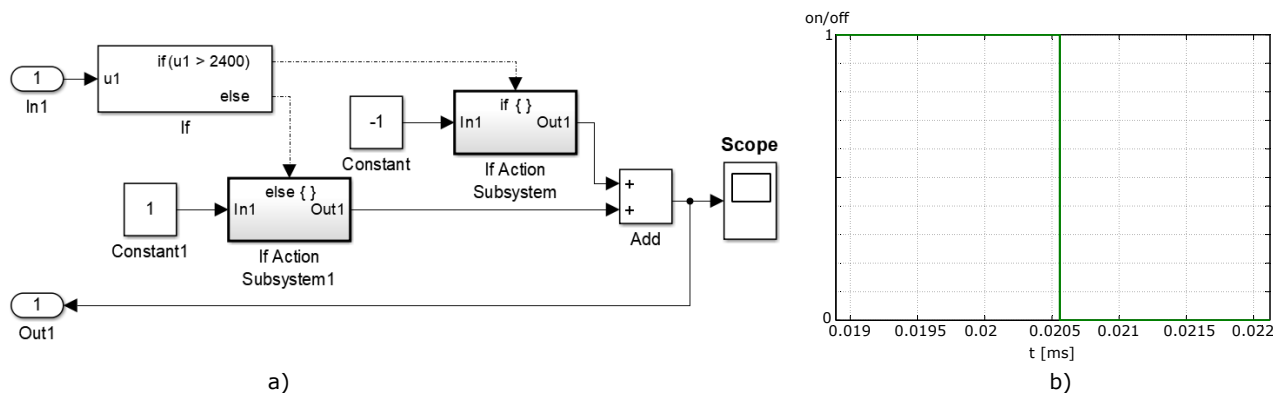 1
In1
u1
if(u1 > 2400)
else
If
-1
Constant
if { }
In1
Out1
If Action
Subsystem
1
Constant1
else { }
In1
Out1
If Action
Subsystem1
+
+
Add
Scope
1
Out1
a)
on/off
1
0
0.019
0.0195
0.02
0.0205
0.021
0.0215
0.022
t [ms]
b)